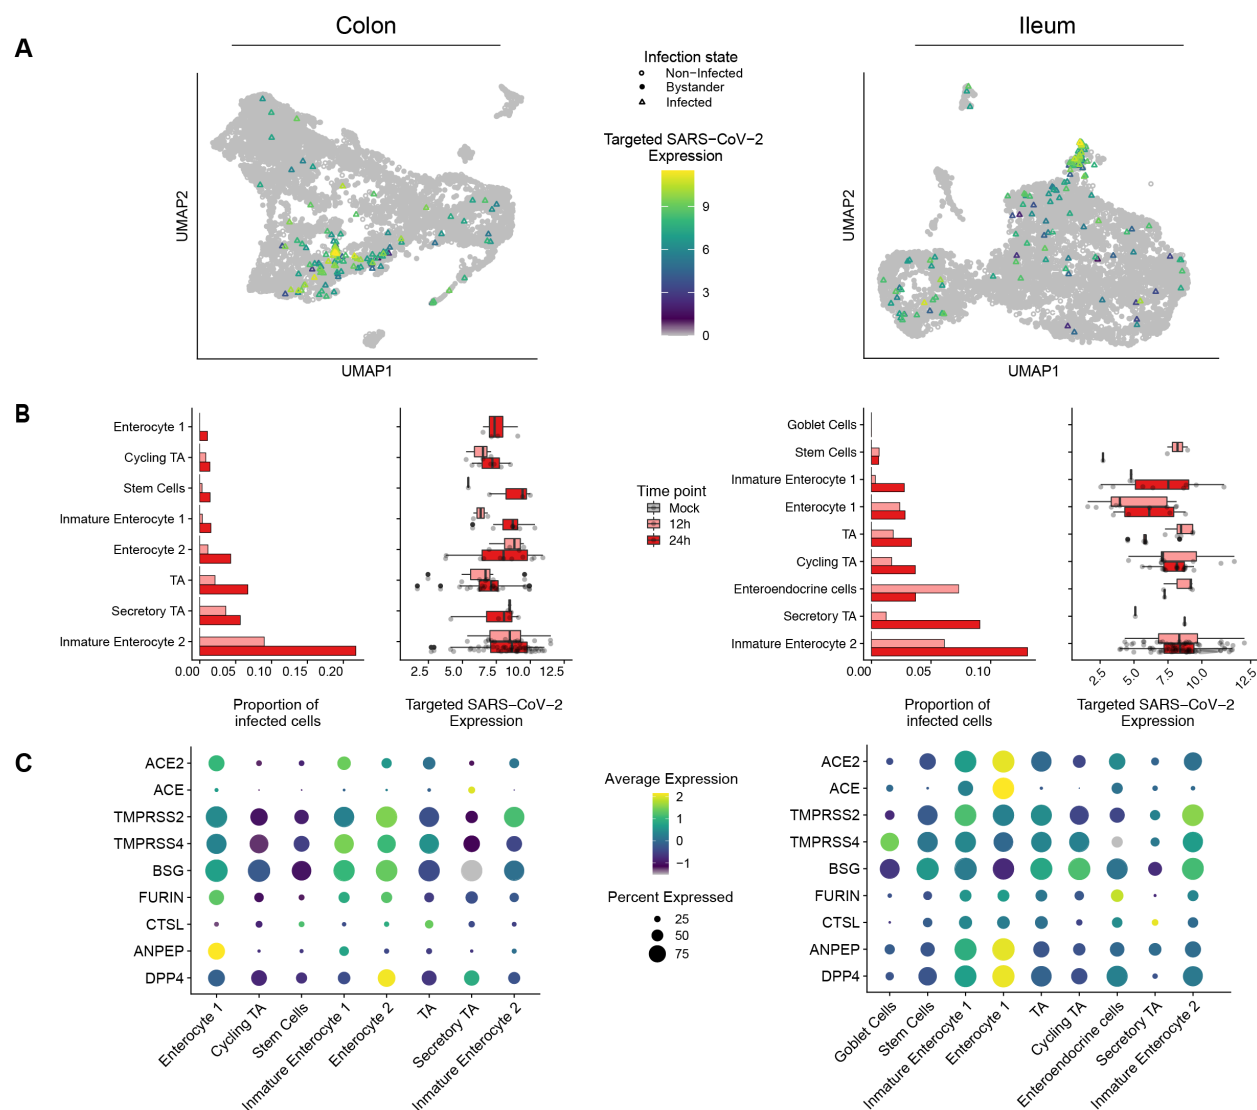 Colon
Ileum
A
Infection state
Non−Infected
Bystander
Infected
Targeted SARS−CoV−2
Expression
9
6
3
0
UMAP2
UMAP1
UMAP2
UMAP1
B
Enterocyte 1
Cycling TA
Stem Cells
Inmature Enterocyte 1
Enterocyte 2
TA
Secretory TA
Inmature Enterocyte 2
0.00 0.05 0.10 0.15 0.20
Proportion of
infected cells
2.5 5.0 7.5 10.0 12.5
Targeted SARS−CoV−2
Expression
Time point
Mock
12h
24h
Goblet Cells
Stem Cells
Inmature Enterocyte 1
Enterocyte 1
TA
Cycling TA
Enteroendocrine cells
Secretory TA
Inmature Enterocyte 2
0.00 0.05 0.10
Proportion of
infected cells
2.5 5.0 7.5 10.0 12.5
Targeted SARS−CoV−2
Expression
C
ACE2
ACE
TMPRSS2
TMPRSS4
BSG
FURIN
CTSL
ANPEP
DPP4
Enterocyte 1
Cycling TA
Stem Cells
Inmature Enterocyte 1
Enterocyte 2
TA
Secretory TA
Inmature Enterocyte 2
Average Expression
2
1
0
−1
Percent Expressed
25
50
75
ACE2
ACE
TMPRSS2
TMPRSS4
BSG
FURIN
CTSL
ANPEP
DPP4
Goblet Cells
Stem Cells
Inmature Enterocyte 1
Enterocyte 1
TA
Cycling TA
Enteroendocrine cells
Secretory TA
Inmature Enterocyte 2